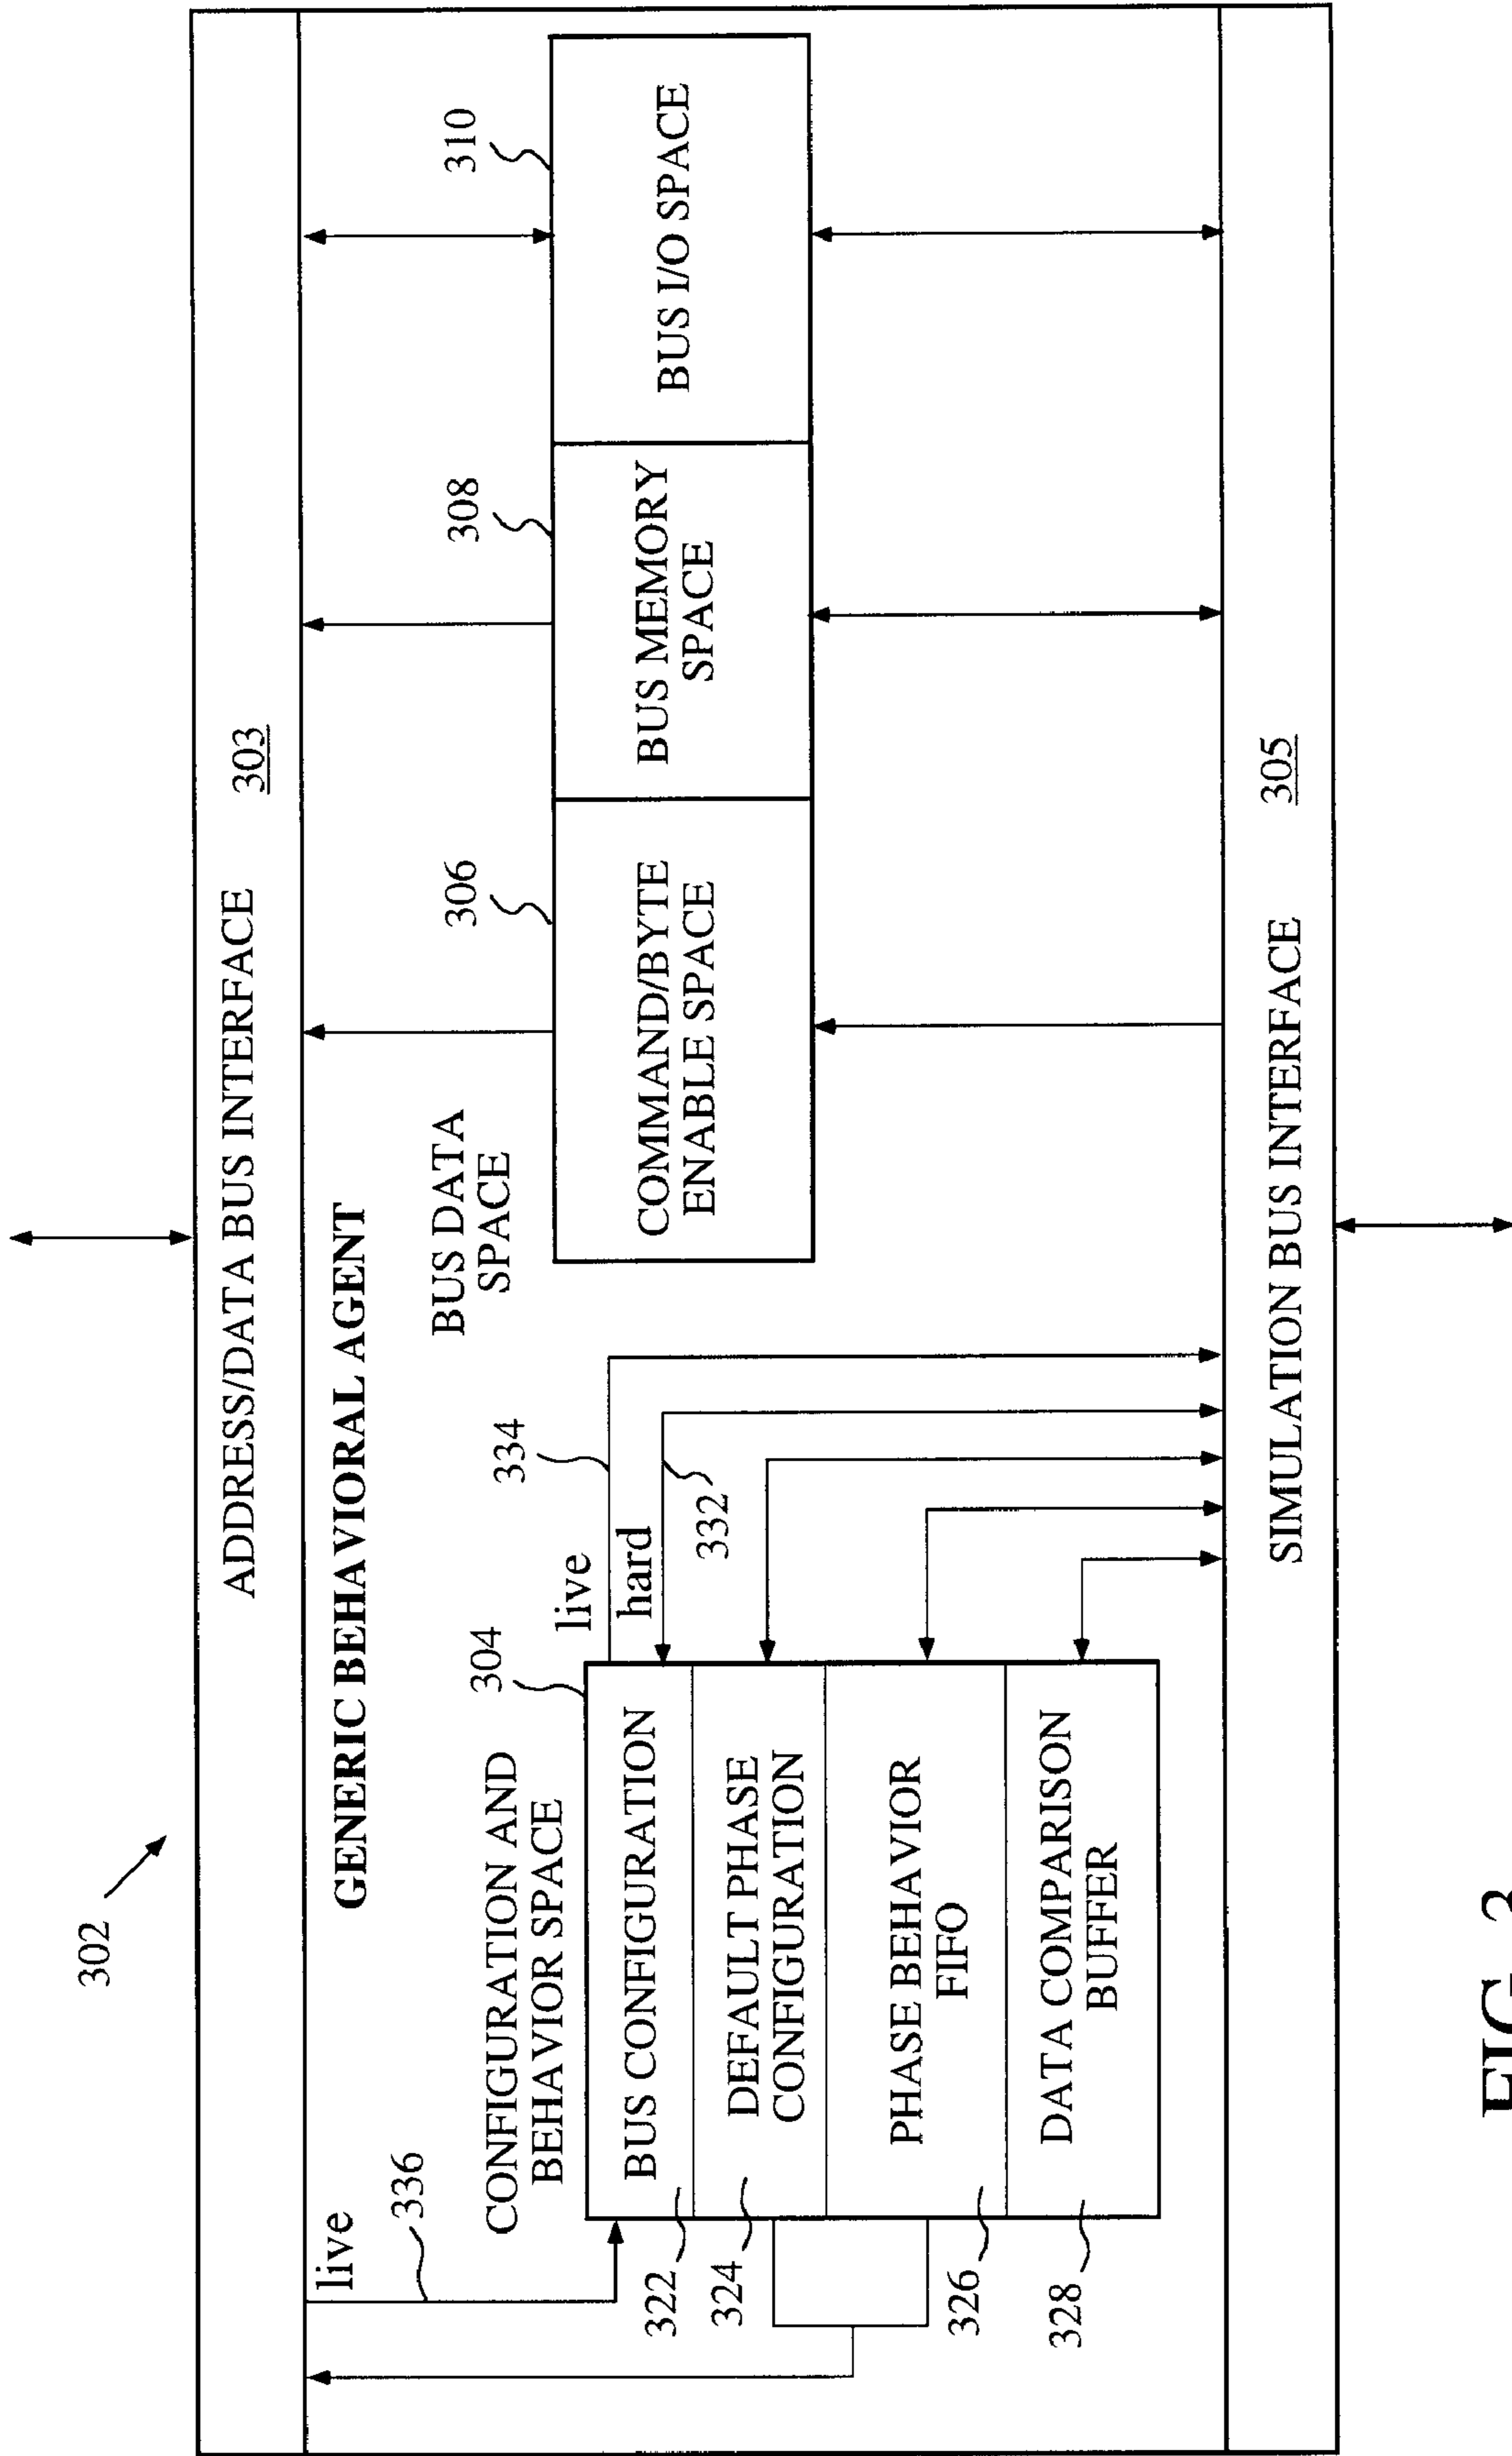 302
ADDRESS/DATA BUS INTERFACE 303
live
336
GENERIC BEHAVIORAL AGENT
CONFIGURATION AND
BEHAVIOR SPACE
304
BUS CONFIGURATION
DEFAULT PHASE
CONFIGURATION
PHASE BEHAVIOR
FIFO
DATA COMPARISON
BUFFER
322
324
326
328
live
hard
334
332
BUS DATA
SPACE
306
COMMAND/BYTE
ENABLE SPACE
308
BUS MEMORY
SPACE
310
BUS I/O SPACE
SIMULATION BUS INTERFACE 305
FIG 3